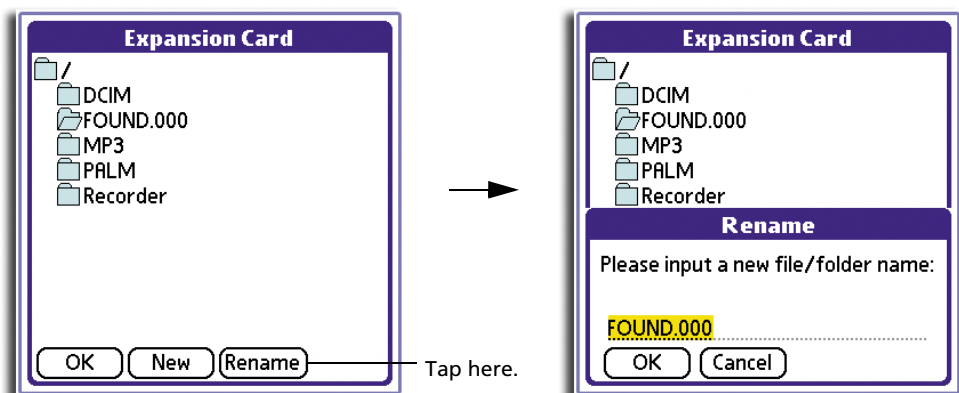 Expansion Card
/
DCIM
FOUND.000
MP3
PALM
Recorder
OK New Rename
Tap here.
Expansion Card
/
DCIM
FOUND.000
MP3
PALM
Recorder
Rename
Please input a new file/folder name:
FOUND.000
OK Cancel